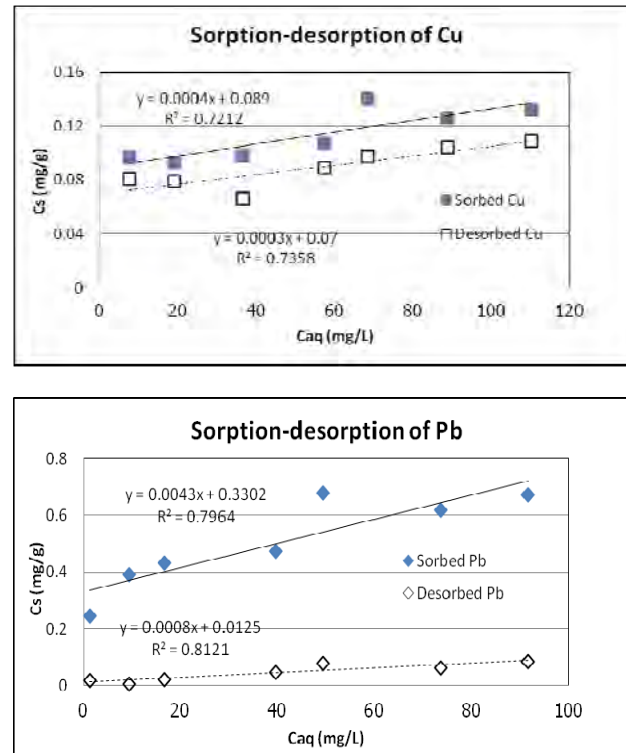 Sorption-desorption of Cu
0.16
y = 0.0004x + 0.089
R² = 0.7212
0.12
Cs (mg/g)
0.08
Sorbed Cu
Desorbed Cu
0.04
y = 0.0003x + 0.07
R² = 0.7358
0
0 20 40 60 80 100 120
Caq (mg/L)
Sorption-desorption of Pb
0.8
y = 0.0043x + 0.3302
R² = 0.7964
0.6
Cs (mg/g)
Sorbed Pb
0.4
Desorbed Pb
0.2
y = 0.0008x + 0.0125
R² = 0.8121
0
0 20 40 60 80 100
Caq (mg/L)